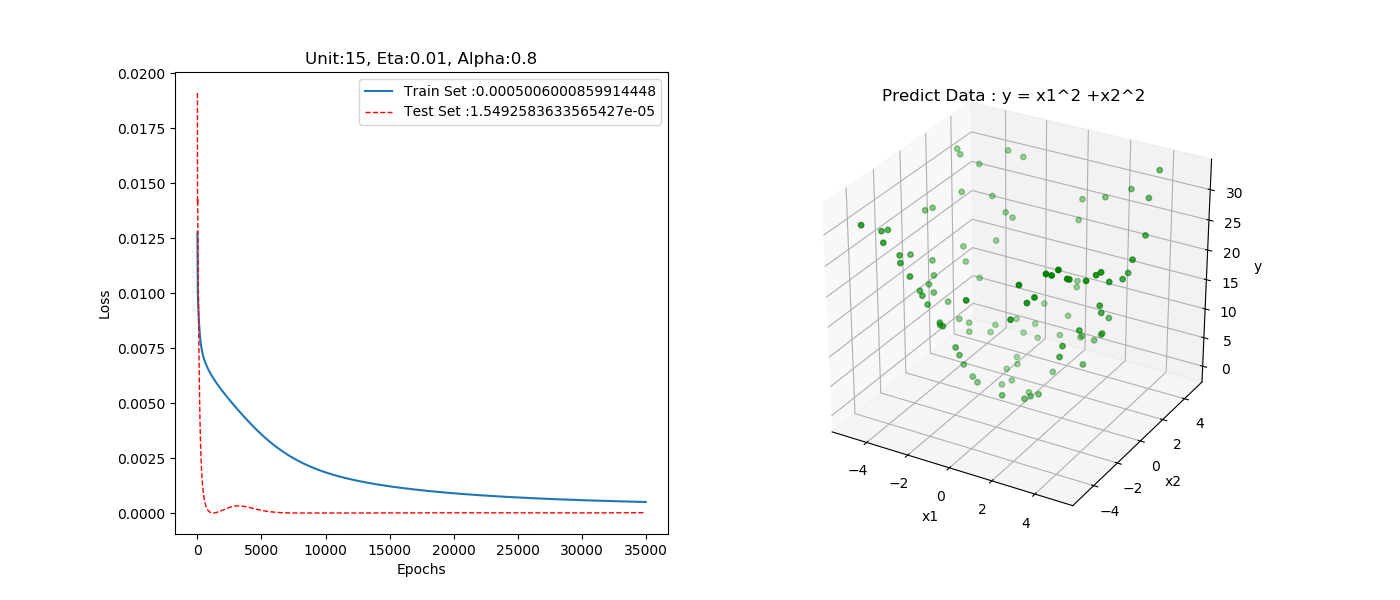 Unit:15, Eta:0.01, Alpha:0.8
Train Set :0.0005006000859914448
Test Set :1.5492583633565427e-05
0.0200
0.0175
0.0150
0.0125
0.0100
0.0075
0.0050
0.0025
0.0000
Loss
0 5000 10000 15000 20000 25000 30000 35000
Epochs
Predict Data : y = x1^2 +x2^2
30
25
20
15
10
5
0
y
−4 −2 0 2 4
x1
−4 −2 0 2 4
x2